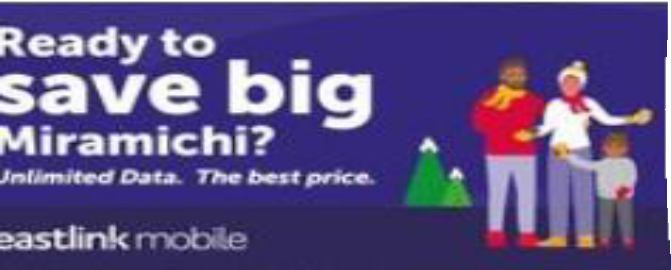 Ready to
save big
Miramichi?
Unlimited Data. The best price.
eastlink mobile